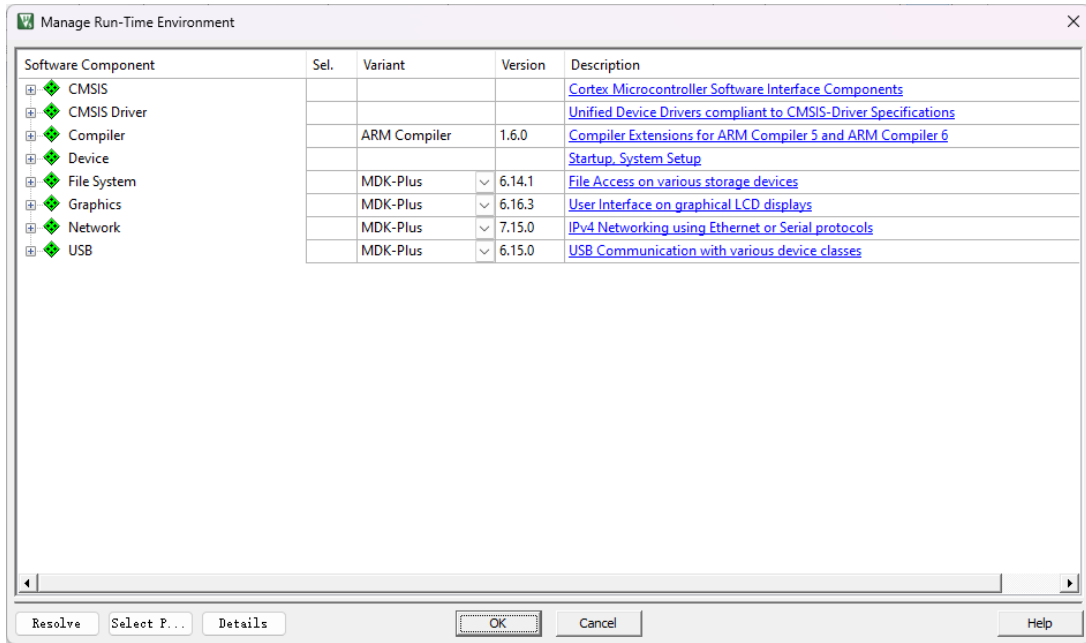 Manage Run-Time Environment
Software Component Sel. Variant Version Description
CMSIS Cortex Microcontroller Software Interface Components
CMSIS Driver Unified Device Drivers compliant to CMSIS-Driver Specifications
Compiler ARM Compiler 1.6.0 Compiler Extensions for ARM Compiler 5 and ARM Compiler 6
Device Startup, System Setup
File System MDK-Plus 6.14.1 File Access on various storage devices
Graphics MDK-Plus 6.16.3 User Interface on graphical LCD displays
Network MDK-Plus 7.15.0 IPv4 Networking using Ethernet or Serial protocols
USB MDK-Plus 6.15.0 USB Communication with various device classes
Resolve Select P... Details OK Cancel Help